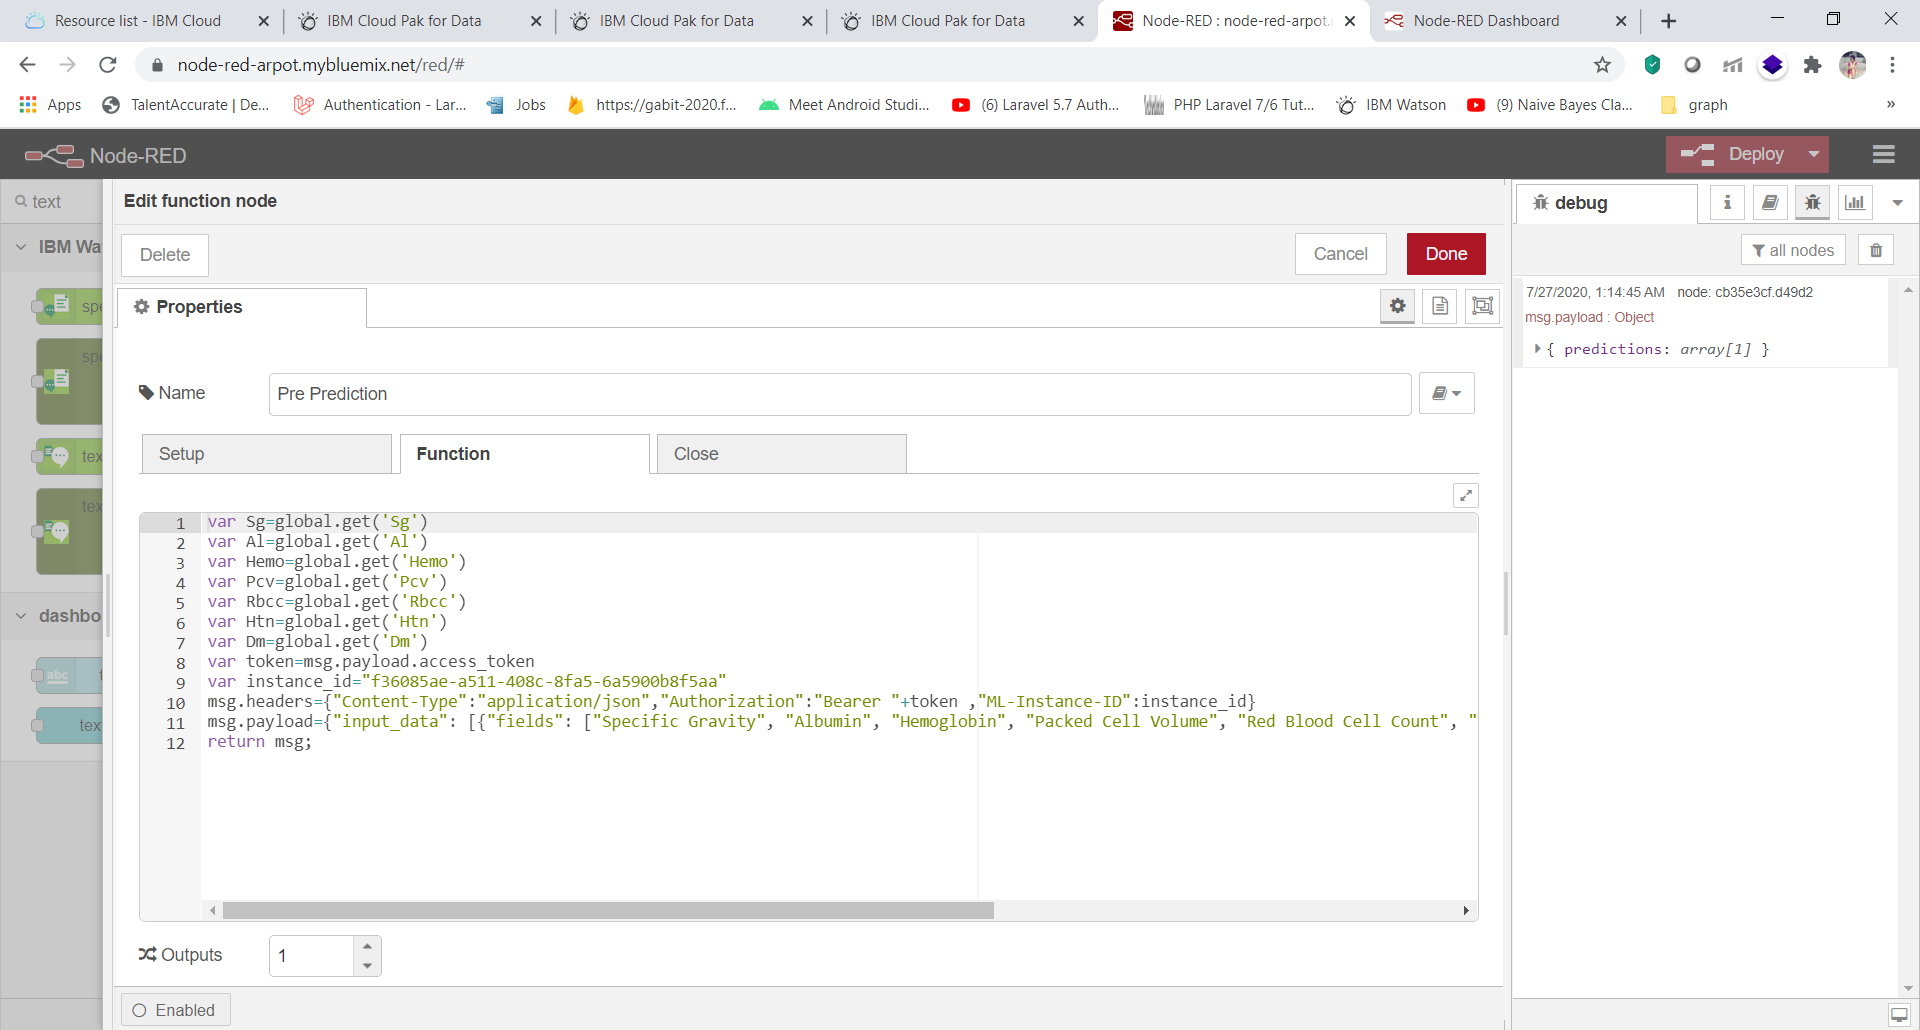 Resource list - IBM Cloud
IBM Cloud Pak for Data
IBM Cloud Pak for Data
IBM Cloud Pak for Data
Node-RED : node-red-arpot.
Node-RED Dashboard
node-red-arpot.mybluemix.net/red/#
Apps
TalentAccurate | De...
Authentication - Lar...
Jobs
https://gabit-2020.f...
Meet Android Studi...
(6) Laravel 5.7 Auth...
PHP Laravel 7/6 Tut...
IBM Watson
(9) Naive Bayes Cla...
graph
»
Node-RED
Deploy
text
IBM Wa
spe
spe
tex
tex
dashbo
abc
tex
Edit function node
Delete
Cancel
Done
Properties
Name
Pre Prediction
Setup
Function
Close
1 var Sg=global.get('Sg')
2 var Al=global.get('Al')
3 var Hemo=global.get('Hemo')
4 var Pcv=global.get('Pcv')
5 var Rbcc=global.get('Rbcc')
6 var Htn=global.get('Htn')
7 var Dm=global.get('Dm')
8 var token=msg.payload.access_token
9 var instance_id="f36085ae-a511-408c-8fa5-6a5900b8f5aa"
10 msg.headers={"Content-Type":"application/json","Authorization":"Bearer "+token ,"ML-Instance-ID":instance_id}
11 msg.payload={"input_data": [{"fields": ["Specific Gravity", "Albumin", "Hemoglobin", "Packed Cell Volume", "Red Blood Cell Count", "
12 return msg;
Outputs
1
Enabled
debug
i
all nodes
7/27/2020, 1:14:45 AM node: cb35e3cf.d49d2
msg.payload : Object
{ predictions: array[1] }